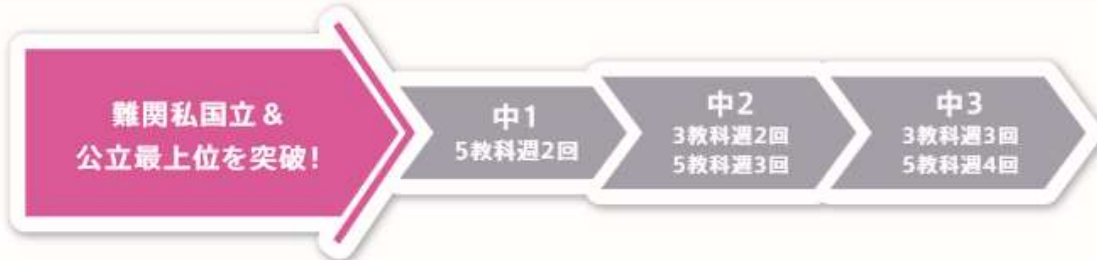 難関私国立&
公立最上位を突破!
中1
5教科週2回
中2
3教科週2回
5教科週3回
中3
3教科週3回
5教科週4回